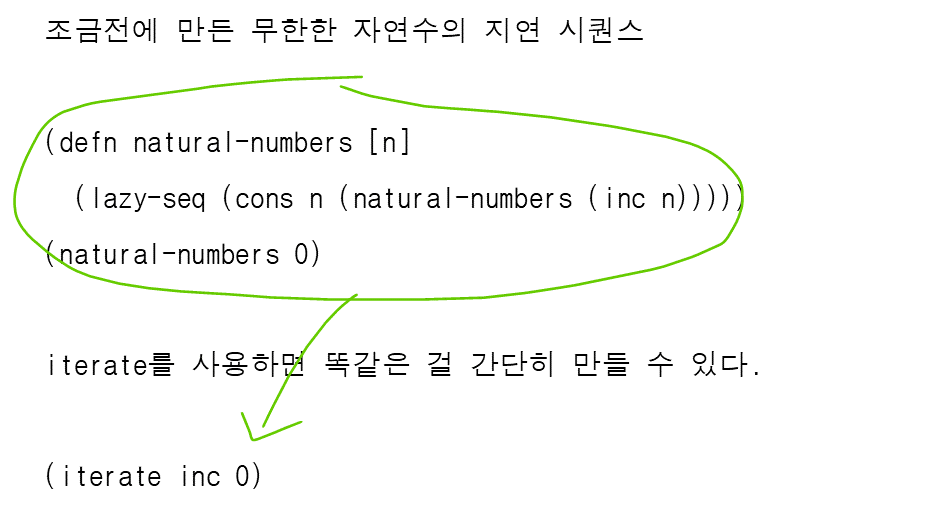 조금전에 만든 무한한 자연수의 지연 시퀀스
(defn natural-numbers [n]
(lazy-seq (cons n (natural-numbers (inc n)))))
(natural-numbers 0)
iterate를 사용하면 똑같은 걸 간단히 만들 수 있다.
(iterate inc 0)